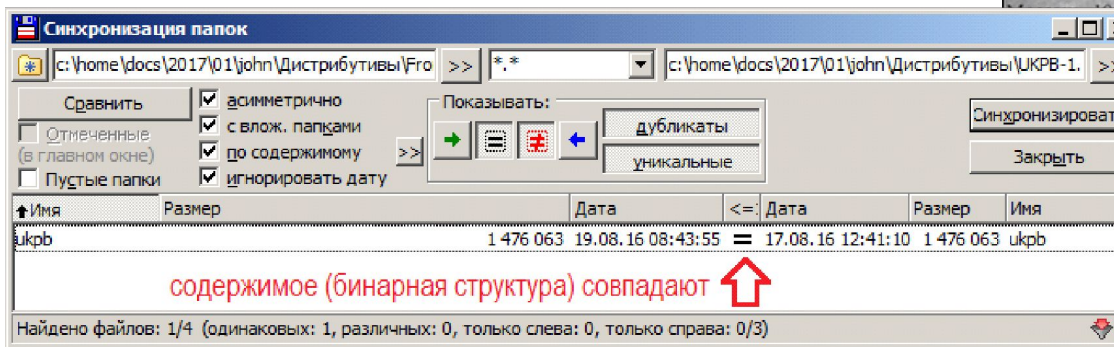 Синхронизация папок
c:\home\docs\2017\01\john\Дистрибутивы\Fro >> *.* c:\home\docs\2017\01\john\Дистрибутивы\UKPB-1. >>
Сравнить
Отмеченные
(в главном окне)
Пустые папки
асимметрично
с влож. папками
по содержимому
игнорировать дату
>>
Показывать:
дубликаты
уникальные
Синхронизироват
Закрыть
Имя Размер Дата <=: Дата Размер Имя
ukpb 1 476 063 19.08.16 08:43:55 = 17.08.16 12:41:10 1 476 063 ukpb
содержимое (бинарная структура) совпадают
Найдено файлов: 1/4 (одинаковых: 1, различных: 0, только слева: 0, только справа: 0/3)